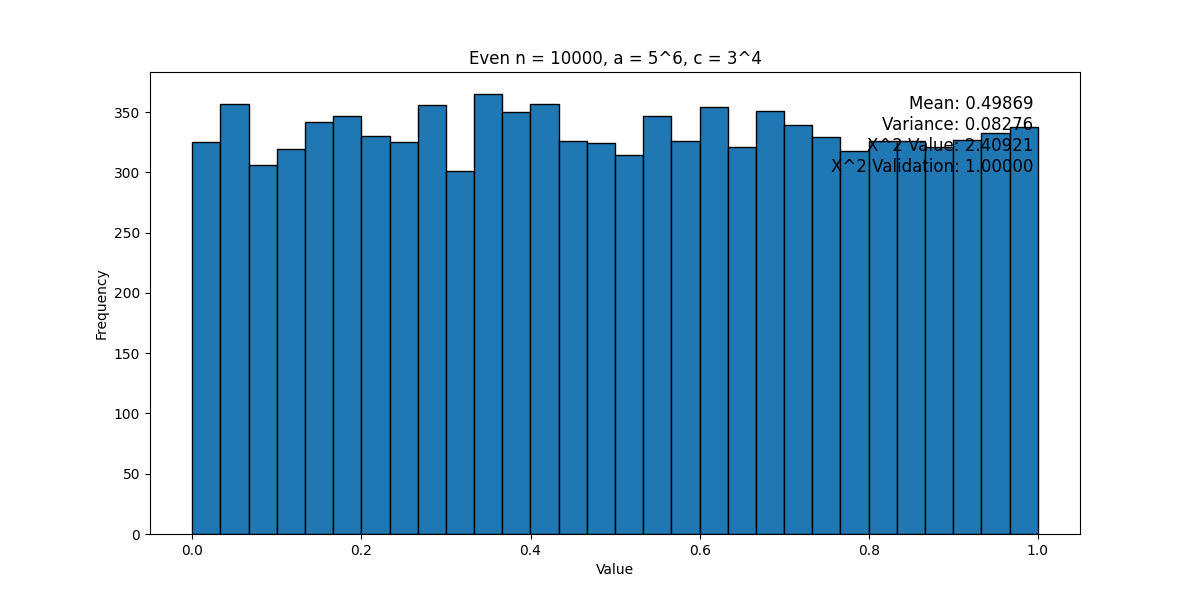 Even n = 10000, a = 5^6, c = 3^4
Mean: 0.49869
Variance: 0.08276
X^2 Value: 2.40921
X^2 Validation: 1.00000
Frequency
350
300
250
200
150
100
50
0
0.0 0.2 0.4 0.6 0.8 1.0
Value